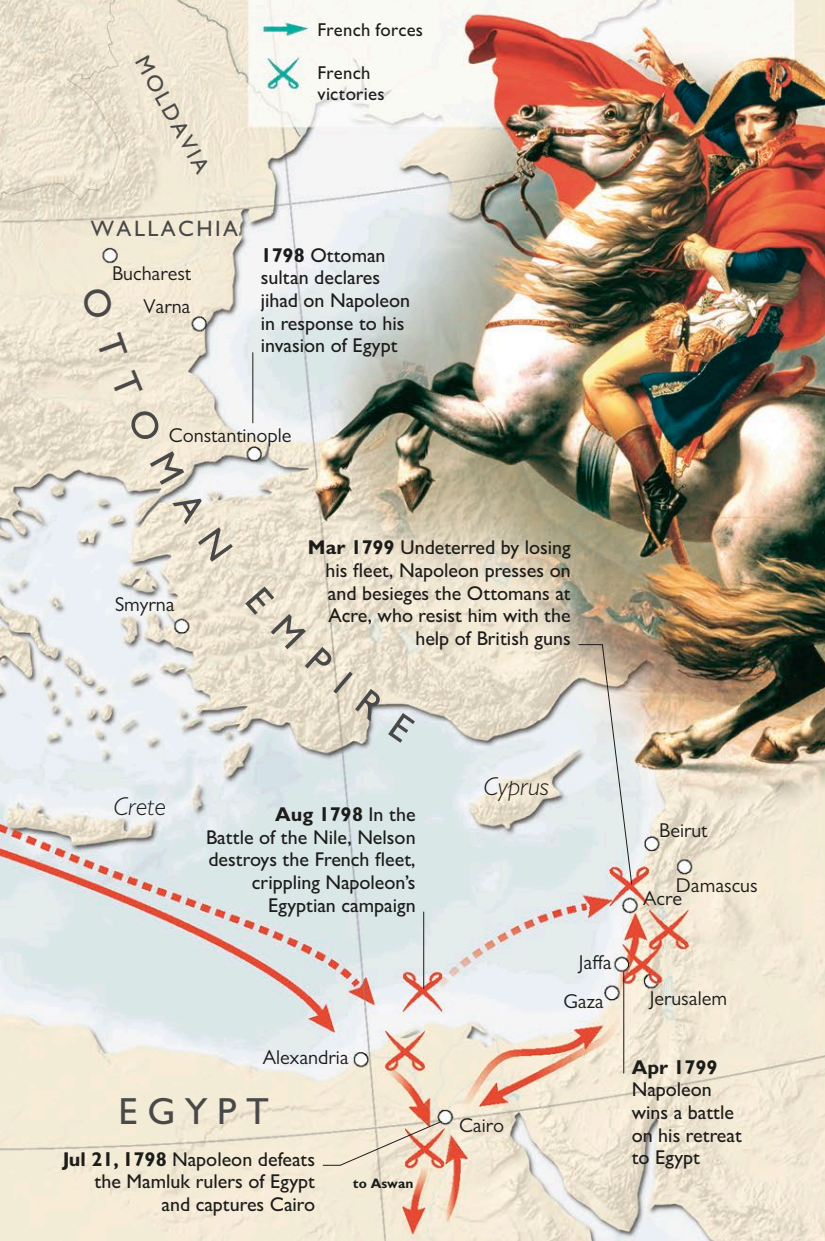 French forces
French
victories
MOLDAVIA
WALLACHIA
Bucharest
Varna
1798 Ottoman
sultan declares
jihad on Napoleon
in response to his
invasion of Egypt
OTTOMAN EMPIRE
Constantinople
Mar 1799 Undeterred by losing
his fleet, Napoleon presses on
and besieges the Ottomans at
Acre, who resist him with the
help of British guns
Smyrna
Cyprus
Crete
Aug 1798 In the
Battle of the Nile, Nelson
destroys the French fleet,
crippling Napoleon's
Egyptian campaign
Beirut
Damascus
Acre
Jaffa
Jerusalem
Gaza
Alexandria
Apr 1799
Napoleon
wins a battle
on his retreat
to Egypt
EGYPT
Cairo
Jul 21, 1798 Napoleon defeats
the Mamluk rulers of Egypt
and captures Cairo
to Aswan